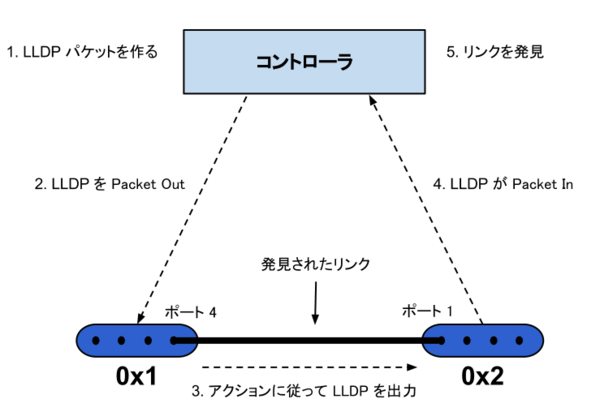 1. LLDP パケットを作る
コントローラ
5. リンクを発見
2. LLDP を Packet Out
4. LLDP が Packet In
発見されたリンク
ポート 4
ポート 1
0x1
0x2
3. アクションに従って LLDP を出力